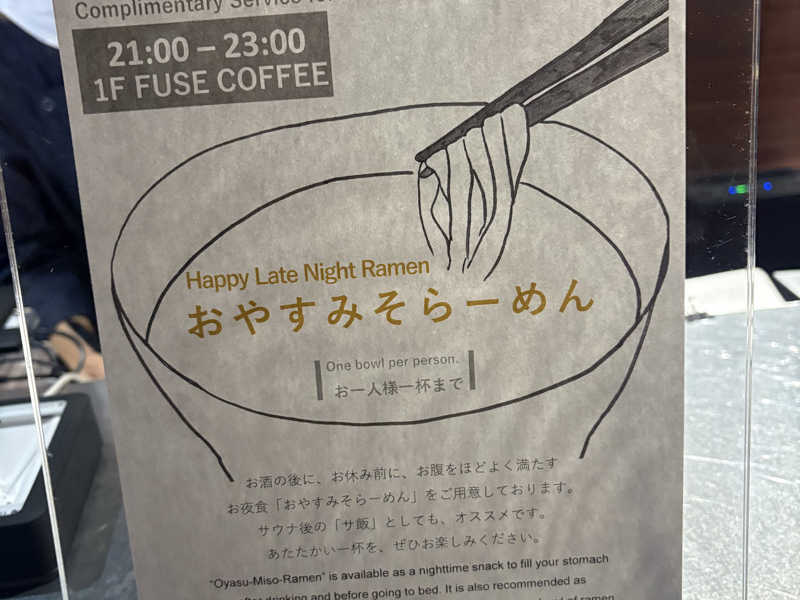 Complimentary Service for
21:00 – 23:00
1F FUSE COFFEE
Happy Late Night Ramen
おやすみそらーめん
One bowl per person.
お一人様一杯まで
お酒の後に、お休み前に、お腹をほどよく満たす
お夜食「おやすみそらーめん」をご用意しております。
サウナ後の「サ飯」としても、オススメです。
あたたかい一杯を、ぜひお楽しみください。
"Oyasu-Miso-Ramen" is available as a nighttime snack to fill your stomach
after drinking and before going to bed. It is also recommended as
of ramen